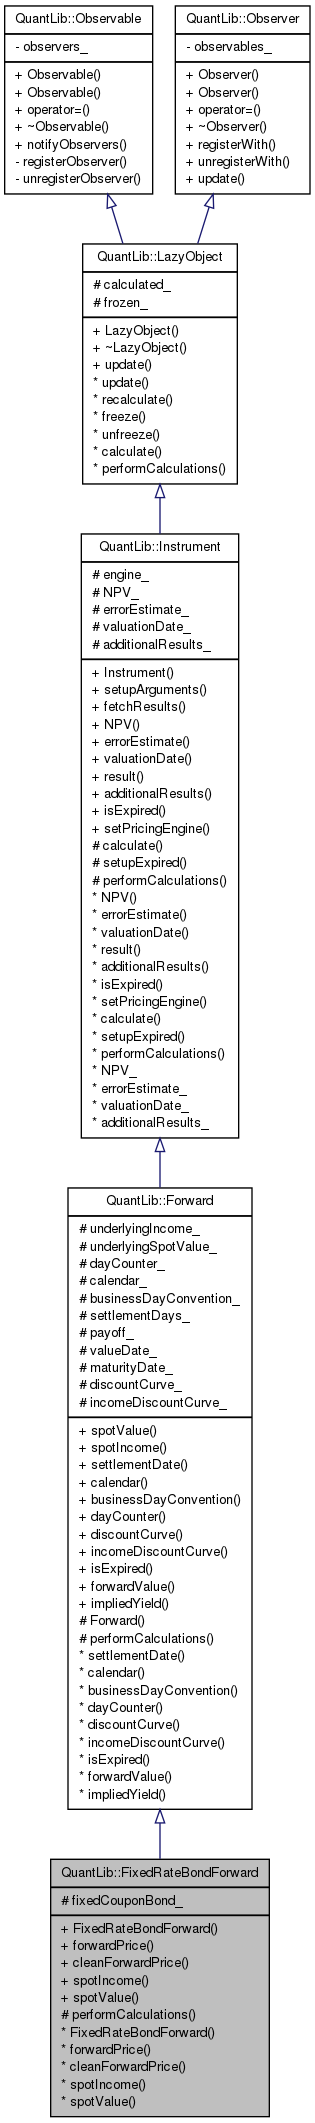 QuantLib::Observable
- observers_
+ Observable()
+ Observable()
+ operator=()
+ ~Observable()
+ notifyObservers()
- registerObserver()
- unregisterObserver()
QuantLib::Observer
- observables_
+ Observer()
+ Observer()
+ operator=()
+ ~Observer()
+ registerWith()
+ unregisterWith()
+ update()
QuantLib::LazyObject
# calculated_
# frozen_
+ LazyObject()
+ ~LazyObject()
+ update()
* update()
* recalculate()
* freeze()
* unfreeze()
* calculate()
* performCalculations()
QuantLib::Instrument
# engine_
# NPV_
# errorEstimate_
# valuationDate_
# additionalResults_
+ Instrument()
+ setupArguments()
+ fetchResults()
+ NPV()
+ errorEstimate()
+ valuationDate()
+ result()
+ additionalResults()
+ isExpired()
+ setPricingEngine()
# calculate()
# setupExpired()
# performCalculations()
* NPV()
* errorEstimate()
* valuationDate()
* result()
* additionalResults()
* isExpired()
* setPricingEngine()
* calculate()
* setupExpired()
* performCalculations()
* NPV_
* errorEstimate_
* valuationDate_
* additionalResults_
QuantLib::Forward
# underlyingIncome_
# underlyingSpotValue_
# dayCounter_
# calendar_
# businessDayConvention_
# settlementDays_
# payoff_
# valueDate_
# maturityDate_
# discountCurve_
# incomeDiscountCurve_
+ spotValue()
+ spotIncome()
+ settlementDate()
+ calendar()
+ businessDayConvention()
+ dayCounter()
+ discountCurve()
+ incomeDiscountCurve()
+ isExpired()
+ forwardValue()
+ impliedYield()
# Forward()
# performCalculations()
* settlementDate()
* calendar()
* businessDayConvention()
* dayCounter()
* discountCurve()
* incomeDiscountCurve()
* isExpired()
* forwardValue()
* impliedYield()
QuantLib::FixedRateBondForward
# fixedCouponBond_
+ FixedRateBondForward()
+ forwardPrice()
+ cleanForwardPrice()
+ spotIncome()
+ spotValue()
# performCalculations()
* FixedRateBondForward()
* forwardPrice()
* cleanForwardPrice()
* spotIncome()
* spotValue()